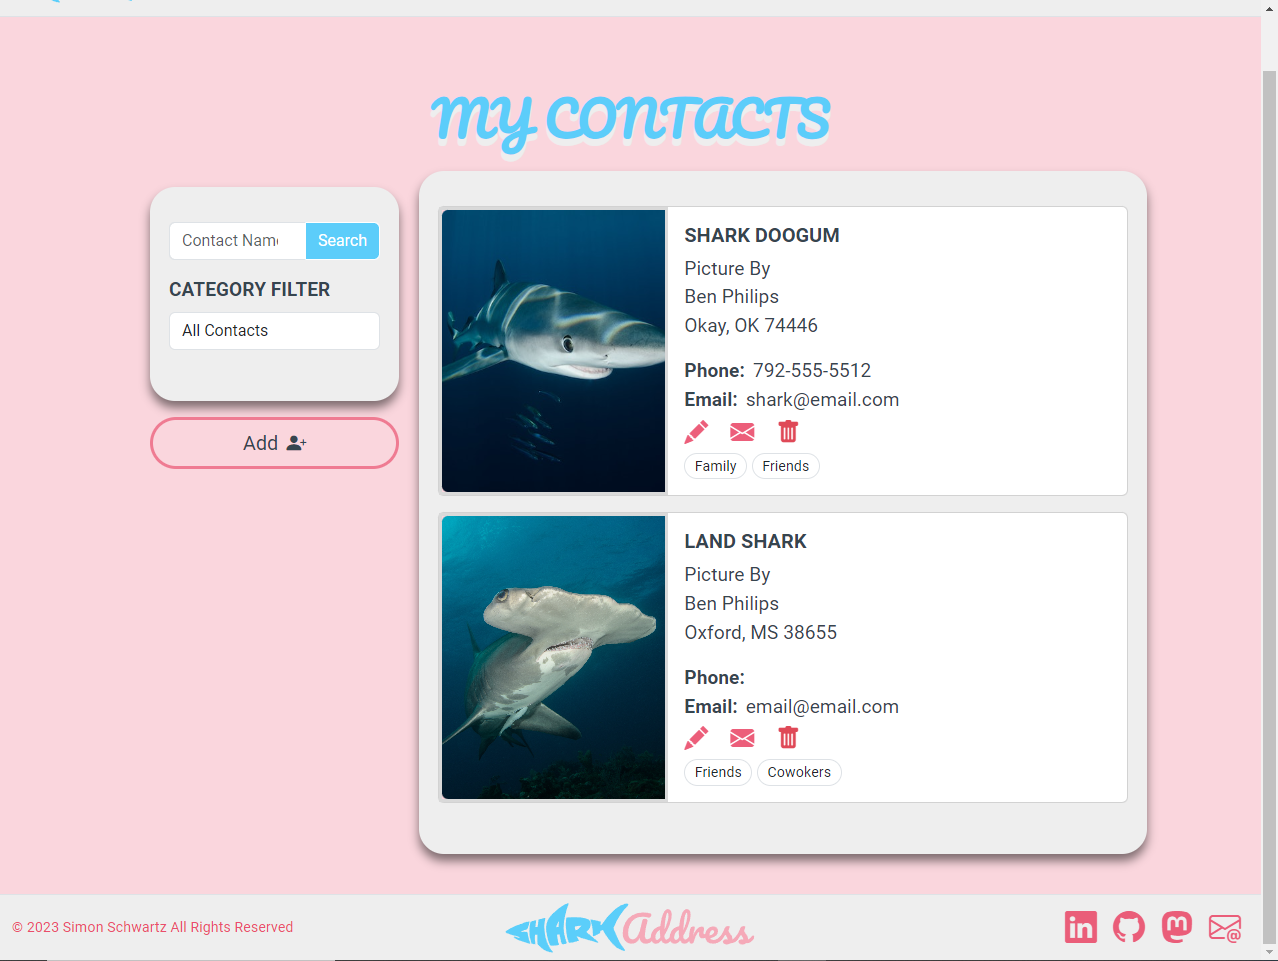 MY CONTACTS
Contact Nam
Search
CATEGORY FILTER
All Contacts
Add
SHARK DOOGUM
Picture By
Ben Philips
Okay, OK 74446
Phone: 792-555-5512
Email: shark@email.com
Family Friends
LAND SHARK
Picture By
Ben Philips
Oxford, MS 38655
Phone:
Email: email@email.com
Friends Cowokers
© 2023 Simon Schwartz All Rights Reserved
SHARK Address
in